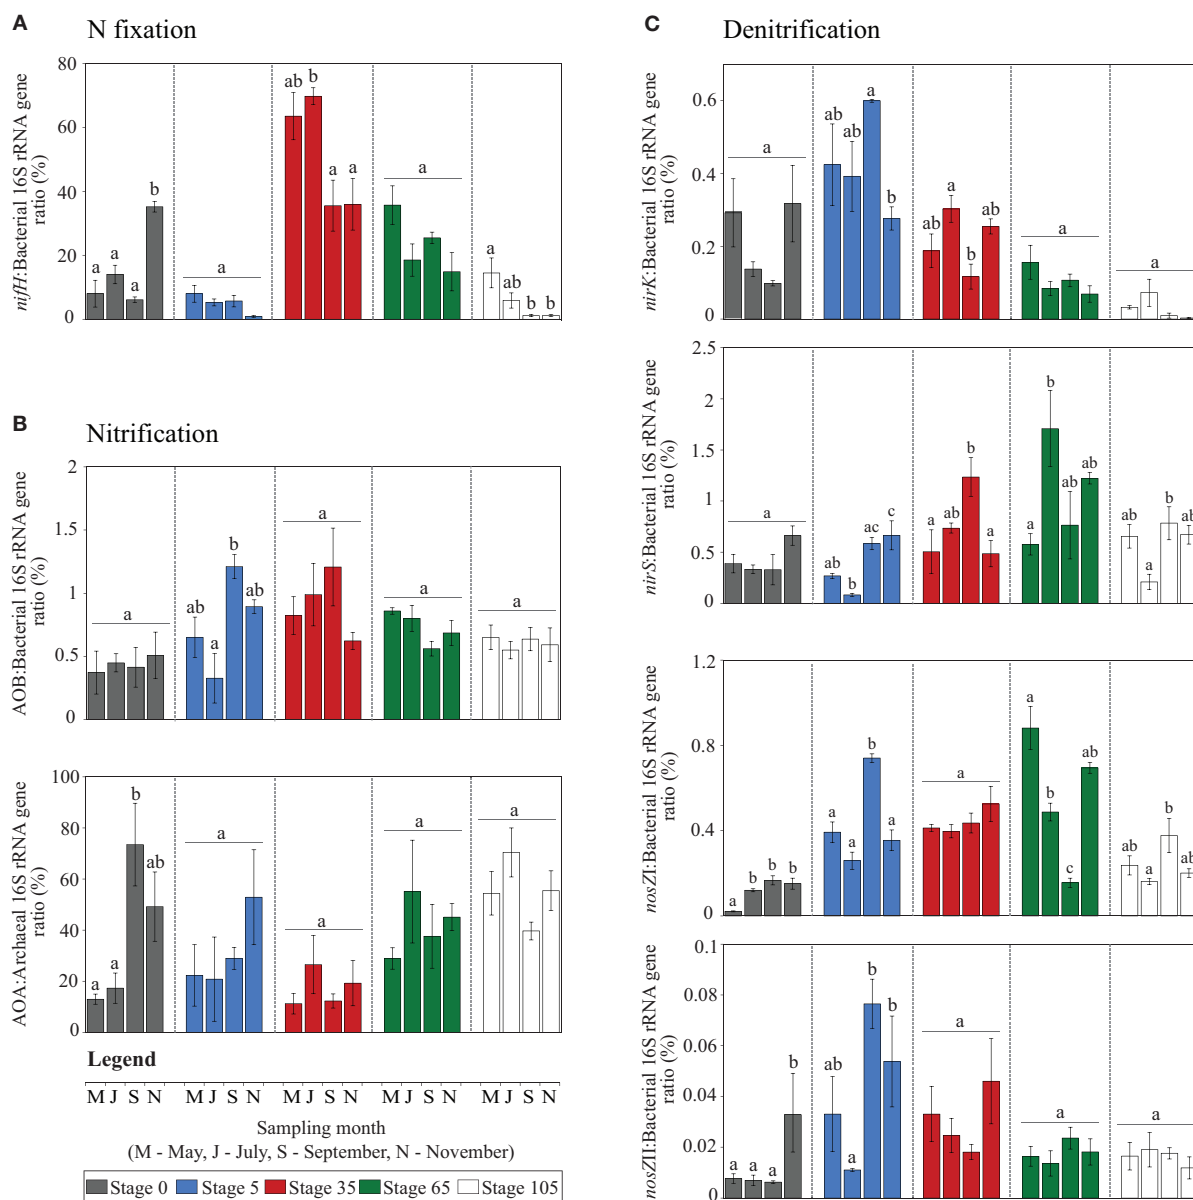 A
N fixation
nifH:Bacterial 16S rRNA gene
ratio (%)
80
60
40
20
0
a a a b
a
ab b a a
a
a ab b b
B
Nitrification
AOB:Bacterial 16S rRNA gene
ratio (%)
2
1.5
1
0.5
0
a
ab a b ab
a
a
a
AOA:Archaeal 16S rRNA gene
ratio (%)
100
80
60
40
20
0
a a b ab
a
a
a
a
Legend
M J S N M J S N M J S N M J S N M J S N
Sampling month
(M - May, J - July, S - September, N - November)
Stage 0 Stage 5 Stage 35 Stage 65 Stage 105
C
Denitrification
nirK:Bacterial 16S rRNA gene
ratio (%)
0.6
0.4
0.2
0
a
ab ab a b
ab a b ab
a
a
nirS:Bacterial 16S rRNA gene
ratio (%)
2.5
2
1.5
1
0.5
0
a
ab b ac c
a ab b a
a b ab ab
ab a b ab
nosZI:Bacterial 16S rRNA gene
ratio (%)
1.2
0.8
0.4
0
a b b b
a a b a
a
a b c ab
ab a b ab
nosZII:Bacterial 16S rRNA gene
ratio (%)
0.1
0.08
0.06
0.04
0.02
0
a a a b
ab a b b
a
a
a